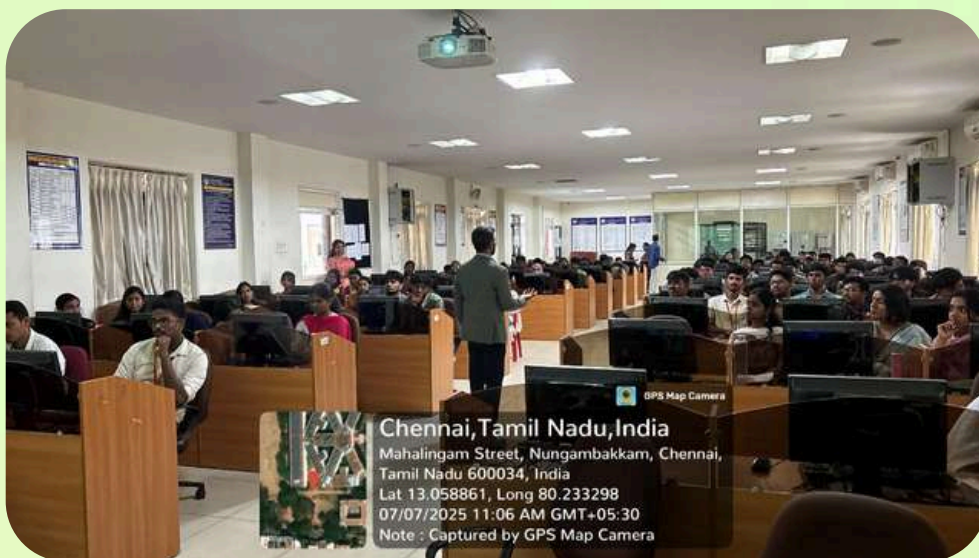 GPS Map Camera
Chennai,Tamil Nadu,India
Mahalingam Street, Nungambakkam, Chennai,
Tamil Nadu 600034, India
Lat 13.058861, Long 80.233298
07/07/2025 11:06 AM GMT+05:30
Note : Captured by GPS Map Camera